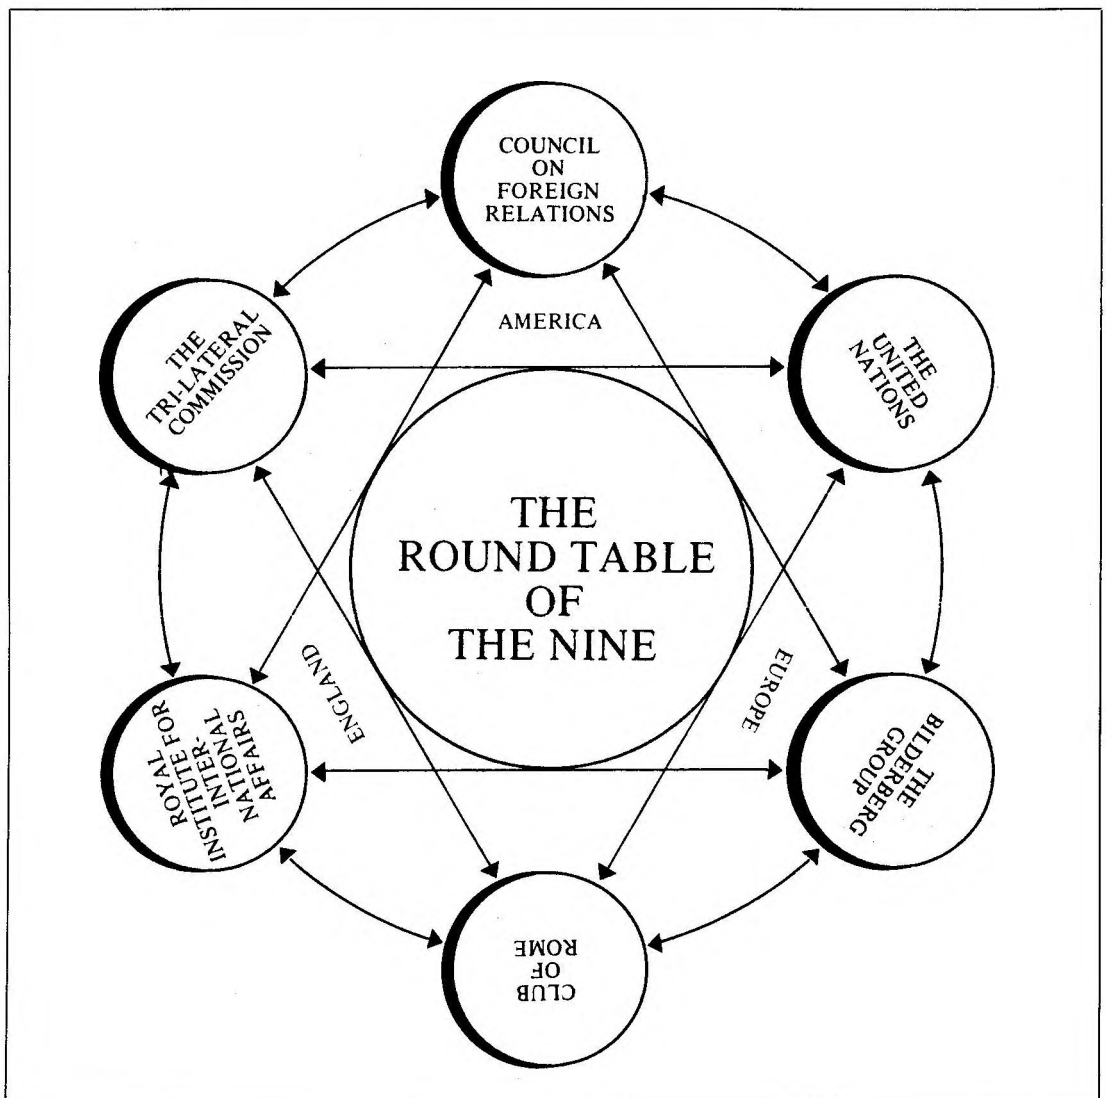 COUNCIL
ON
FOREIGN
RELATIONS
THE
TRI-LATERAL
COMMISSION
AMERICA
THE
UNITED
NATIONS
THE
ROUND TABLE
OF
THE NINE
ENGLAND
EUROPE
ROYAL
INSTITUTE FOR
INTER-
NATIONAL
AFFAIRS
THE
BILDERBERG
GROUP
CLUB
OF
ROME